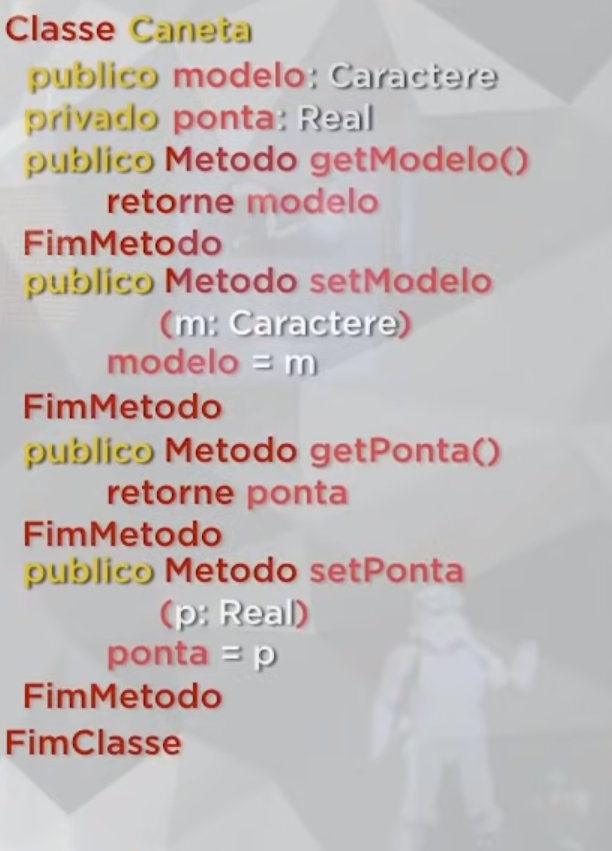 Classe Caneta
publico modelo: Caractere
privado ponta: Real
publico Metodo getModelo()
retorne modelo
FimMetodo
publico Metodo setModelo
(m: Caractere)
modelo = m
FimMetodo
publico Metodo getPonta()
retorne ponta
FimMetodo
publico Metodo setPonta
(p: Real)
ponta = p
FimMetodo
FimClasse